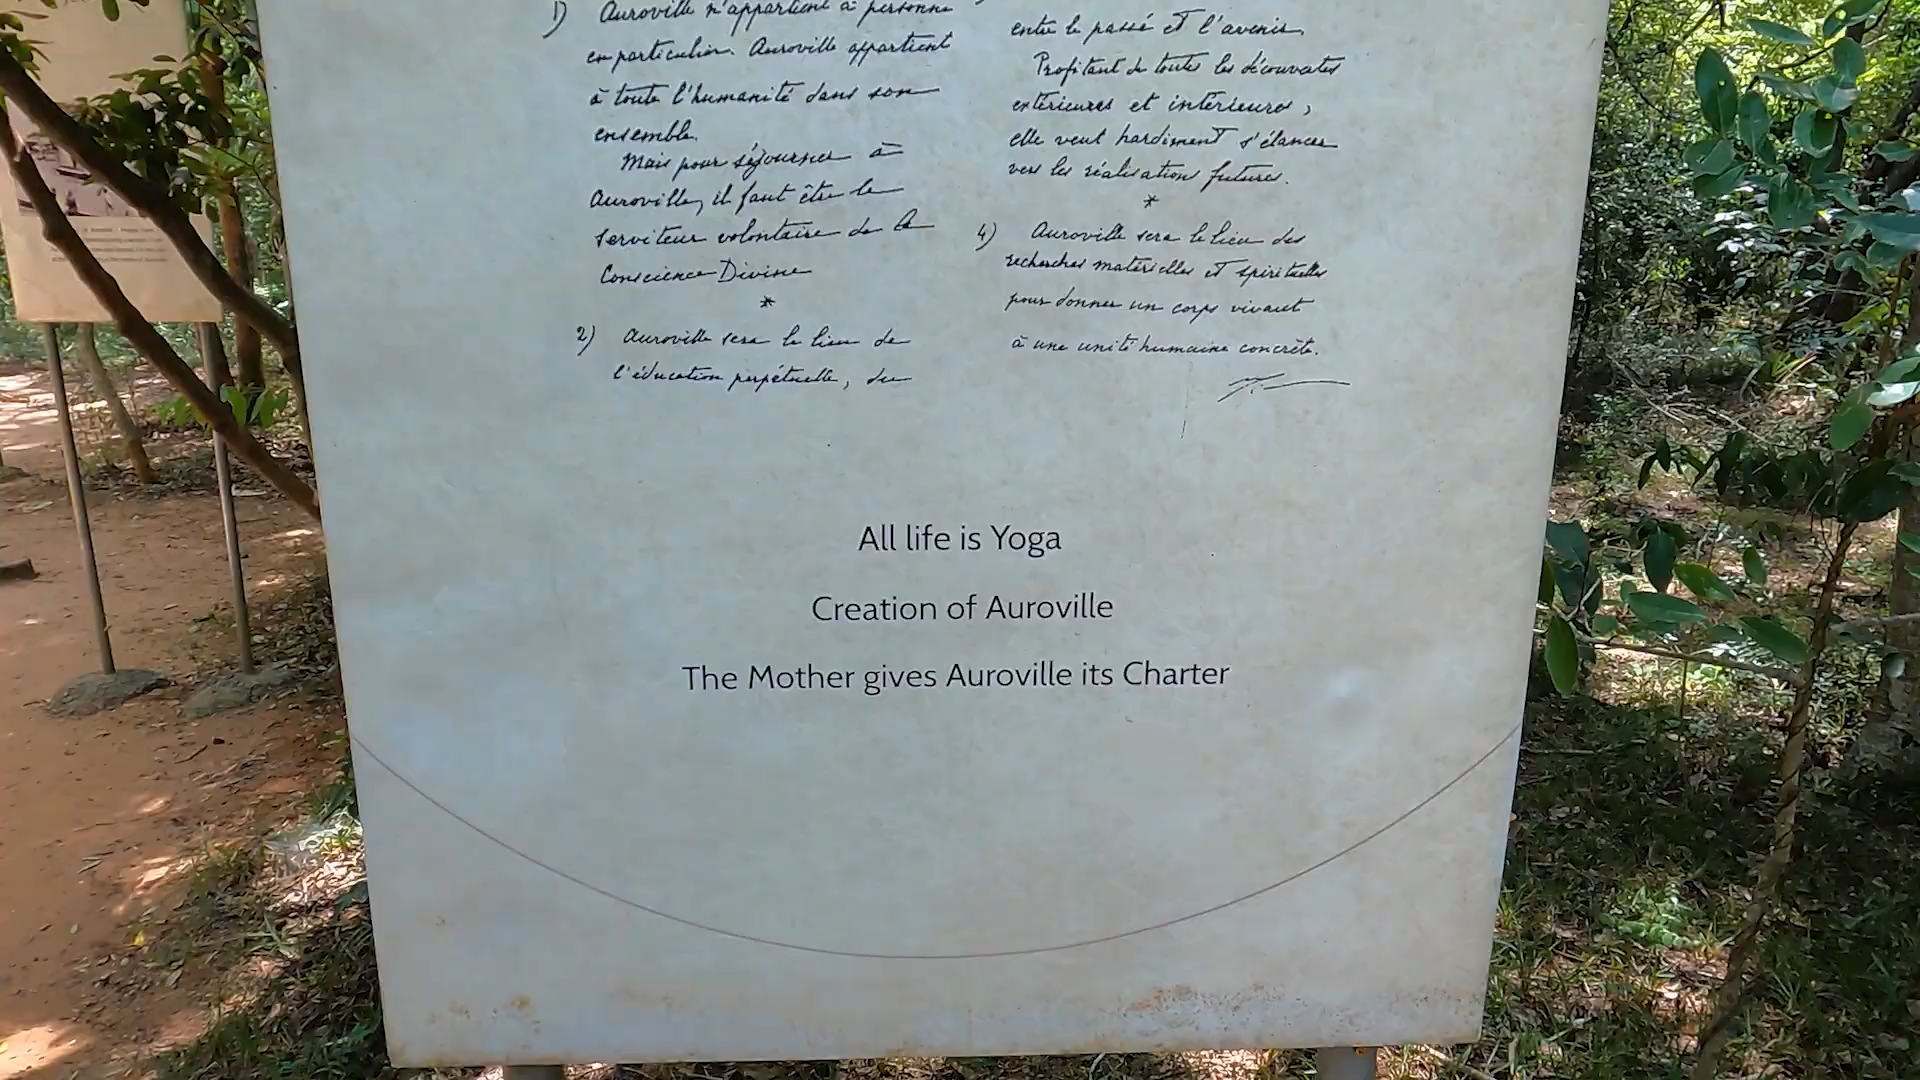 1) Auroville n'appartient à personne
en particulier. Auroville appartient
à toute l'humanité dans son
ensemble.
Mais pour séjourner à
Auroville, il faut être le
serviteur volontaire de la
Conscience Divine
*
2) Auroville sera le lieu de
l'éducation perpétuelle, du
entre le passé et l'avenir.
Profitant de toutes les découvertes
extérieures et intérieures,
elle veut hardiment s'élancer
vers les réalisations futures.
*
4) Auroville sera le lieu des
recherches matérielles et spirituelles
pour donner un corps vivant
à une unité humaine concrète.
All life is Yoga
Creation of Auroville
The Mother gives Auroville its Charter